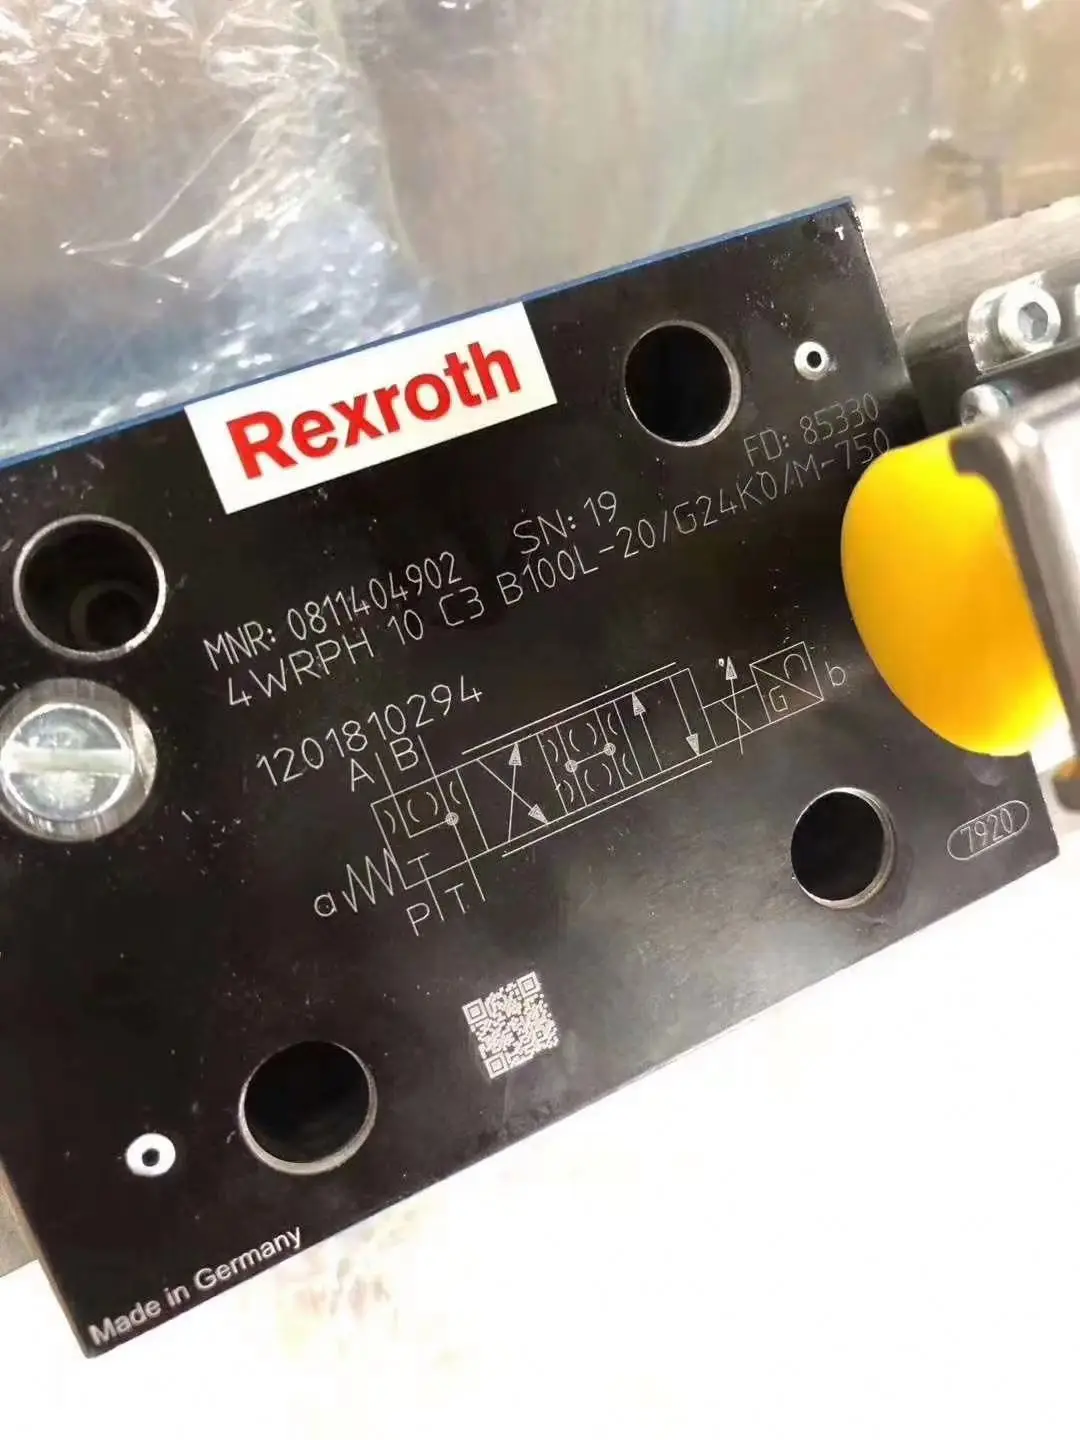 T
Rexroth
MNR: 0811404902 SN: 19 FD: 85330
4WRPH 10 C3 B100L-20/G24K0/M-750
1201810294
A B
G b
a
P T
7920
Made in Germany